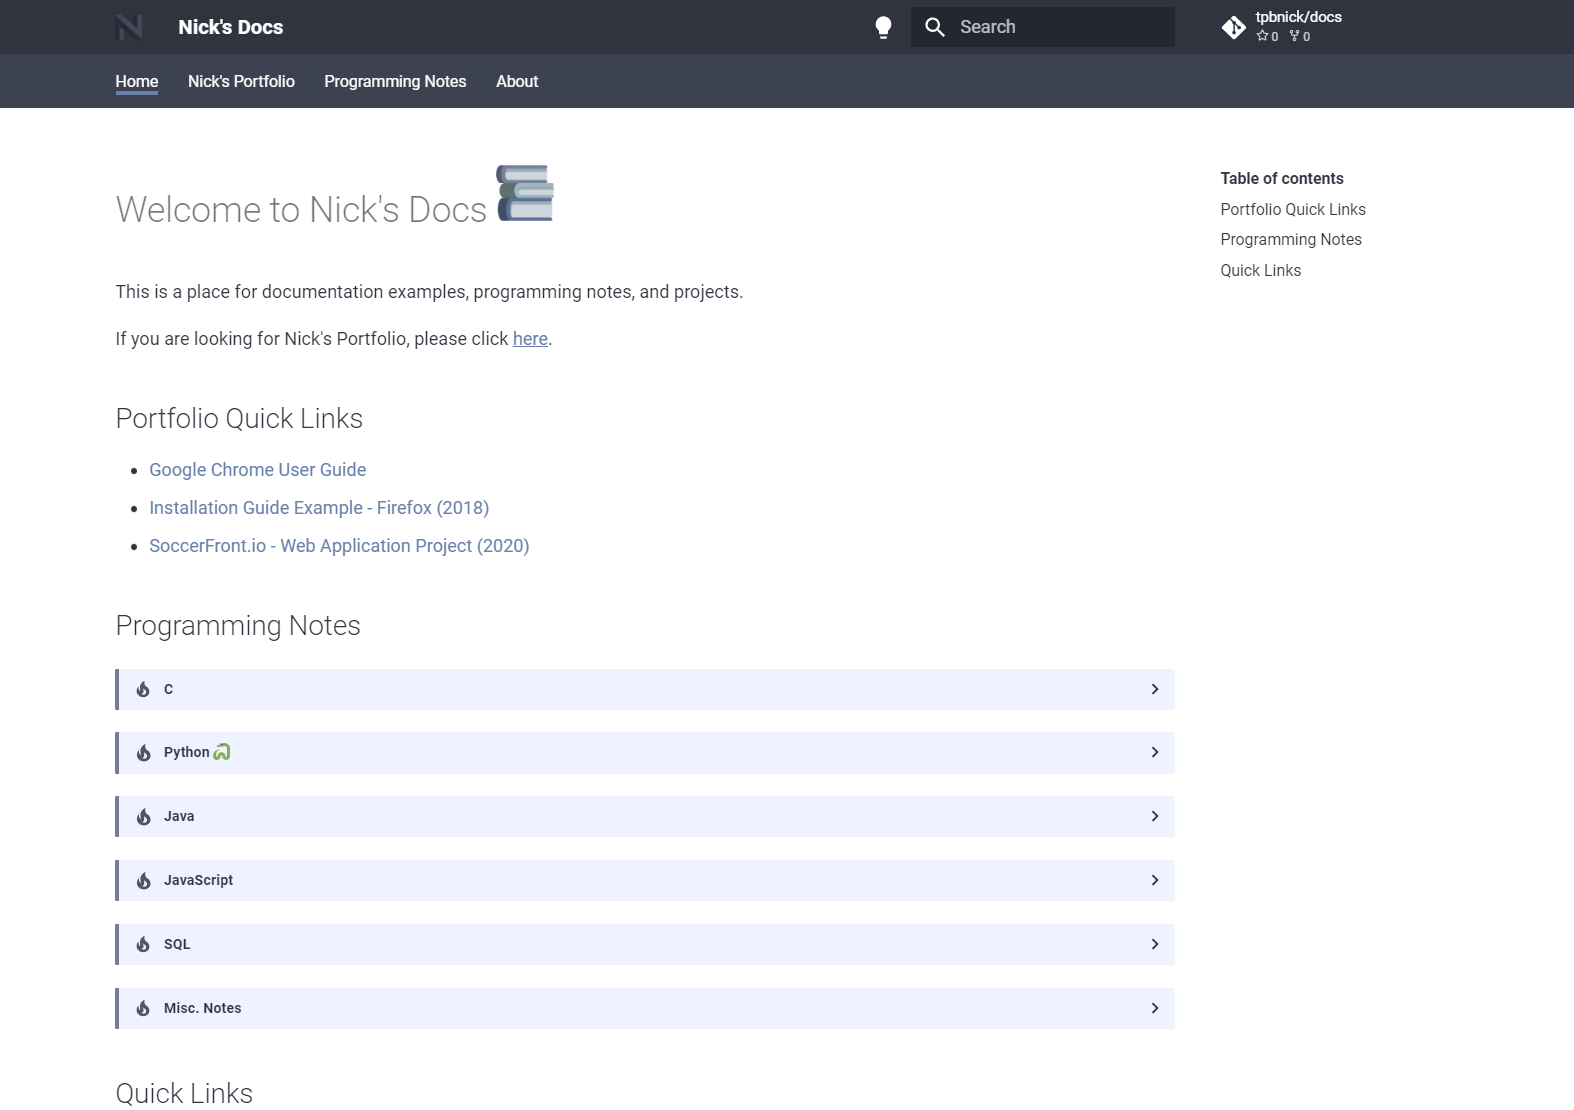 Nick's Docs
Search
tpbnick/docs
0 0
Home Nick's Portfolio Programming Notes About
Welcome to Nick's Docs
This is a place for documentation examples, programming notes, and projects.
If you are looking for Nick's Portfolio, please click here.
Portfolio Quick Links
Google Chrome User Guide
Installation Guide Example - Firefox (2018)
SoccerFront.io - Web Application Project (2020)
Programming Notes
C
Python
Java
JavaScript
SQL
Misc. Notes
Quick Links
Table of contents
Portfolio Quick Links
Programming Notes
Quick Links